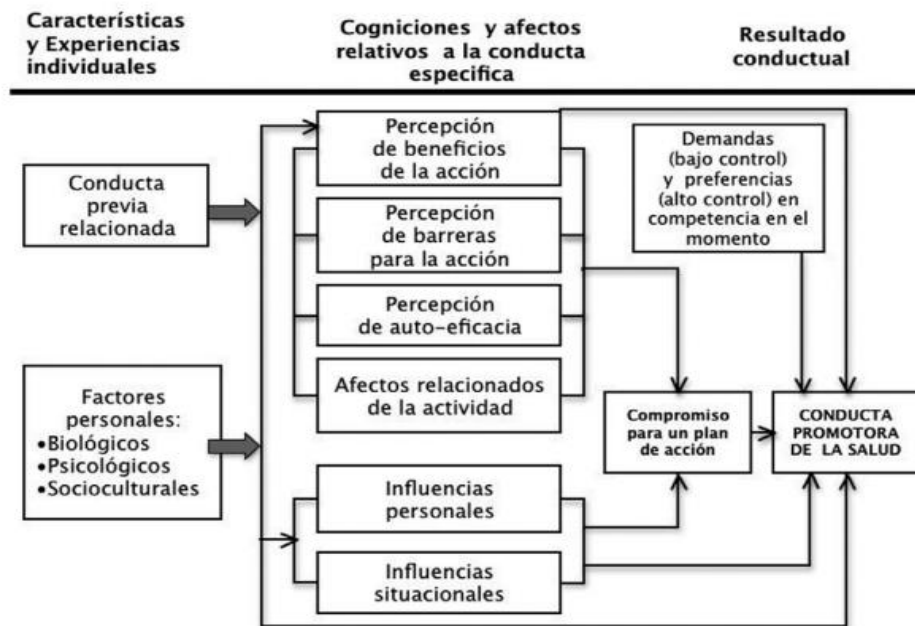 Características
y Experiencias
individuales
Cogniciones y afectos
relativos a la conducta
especifica
Resultado
conductual
Conducta
previa
relacionada
Factores
personales:
•Biológicos
•Psicológicos
•Socioculturales
Percepción
de beneficios
de la acción
Percepción
de barreras
para la acción
Percepción
de auto-eficacia
Afectos relacionados
de la actividad
Influencias
personales
Influencias
situacionales
Demandas
(bajo control)
y preferencias
(alto control) en
competencia en el
momento
Compromiso
para un plan
de acción
CONDUCTA
PROMOTORA
DE LA SALUD